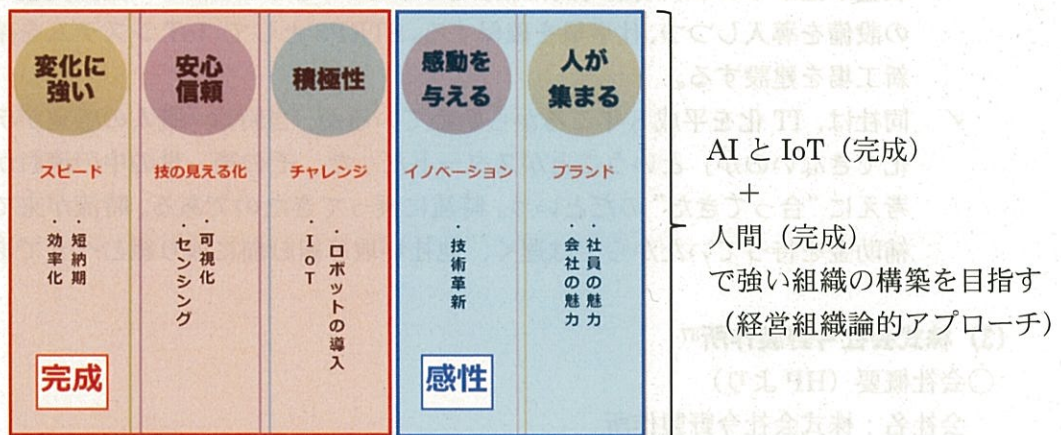 変化に
強い
スピード
・短納期
・効率化
安心
信頼
技の見える化
・可視化
・センシング
積極性
チャレンジ
・ロボットの導入
・IoT
完成
感動を
与える
イノベーション
・技術革新
人が
集まる
ブランド
・社員の魅力
・会社の魅力
感性
AI と IoT（完成）
＋
人間（完成）
で強い組織の構築を目指す
（経営組織論的アプローチ）